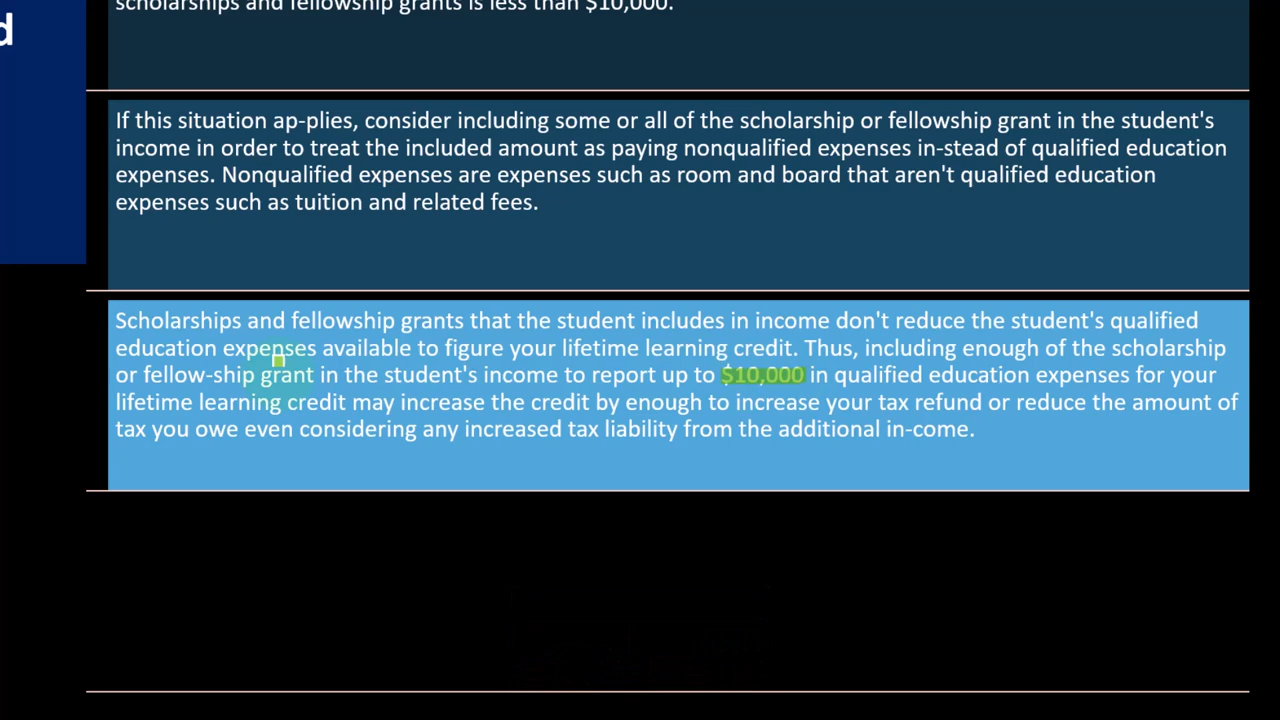 d
scholarships and fellowship grants is less than $10,000.
If this situation ap-plies, consider including some or all of the scholarship or fellowship grant in the student's
income in order to treat the included amount as paying nonqualified expenses in-stead of qualified education
expenses. Nonqualified expenses are expenses such as room and board that aren't qualified education
expenses such as tuition and related fees.
Scholarships and fellowship grants that the student includes in income don't reduce the student's qualified
education expenses available to figure your lifetime learning credit. Thus, including enough of the scholarship
or fellow-ship grant in the student's income to report up to $10,000 in qualified education expenses for your
lifetime learning credit may increase the credit by enough to increase your tax refund or reduce the amount of
tax you owe even considering any increased tax liability from the additional in-come.